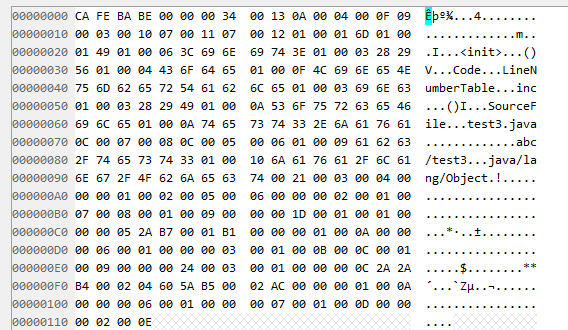 00000000 CA FE BA BE 00 00 00 34 00 13 0A 00 04 00 0F 09 Êþº¾...4........
00000010 00 03 00 10 07 00 11 07 00 12 01 00 01 6D 01 00 .............m..
00000020 01 49 01 00 06 3C 69 6E 69 74 3E 01 00 03 28 29 .I...<init>...()
00000030 56 01 00 04 43 6F 64 65 01 00 0F 4C 69 6E 65 4E V...Code...LineN
00000040 75 6D 62 65 72 54 61 62 6C 65 01 00 03 69 6E 63 umberTable...inc
00000050 01 00 03 28 29 49 01 00 0A 53 6F 75 72 63 65 46 ...()I...SourceF
00000060 69 6C 65 01 00 0A 74 65 73 74 33 2E 6A 61 76 61 ile...test3.java
00000070 0C 00 07 00 08 0C 00 05 00 06 01 00 09 61 62 63 .............abc
00000080 2F 74 65 73 74 33 01 00 10 6A 61 76 61 2F 6C 61 /test3...java/la
00000090 6E 67 2F 4F 62 6A 65 63 74 00 21 00 03 00 04 00 ng/Object.!.....
000000A0 00 00 01 00 02 00 05 00 06 00 00 00 02 00 01 00 ................
000000B0 07 00 08 00 01 00 09 00 00 00 1D 00 01 00 01 00 ................
000000C0 00 00 05 2A B7 00 01 B1 00 00 00 01 00 0A 00 00 ...*·..±........
000000D0 00 06 00 01 00 00 00 03 00 01 00 0B 00 0C 00 01 ................
000000E0 00 09 00 00 00 24 00 03 00 01 00 00 00 0C 2A 2A .....$........**
000000F0 B4 00 02 04 60 5A B5 00 02 AC 00 00 00 01 00 0A ´...`Zµ..¬......
00000100 00 00 00 06 00 01 00 00 00 07 00 01 00 0D 00 00 ................
00000110 00 02 00 0E ....